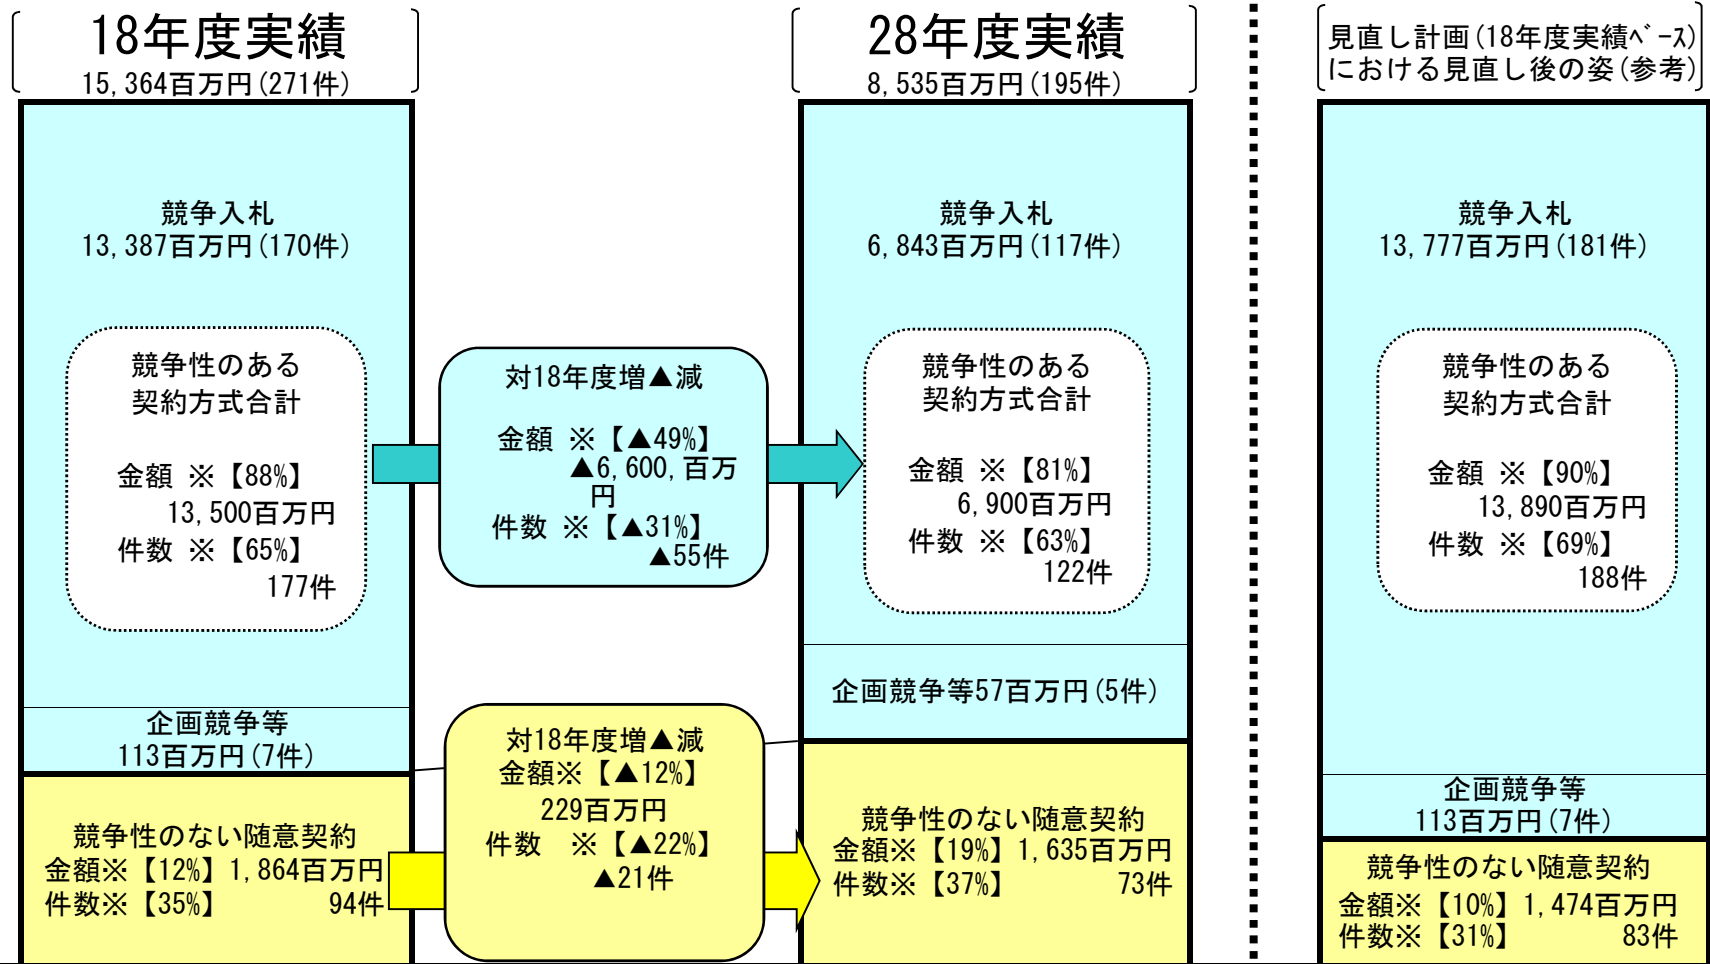 18年度実績
15,364百万円(271件)
競争入札
13,387百万円(170件)
競争性のある
契約方式合計
金額 ※【88%】
13,500百万円
件数 ※【65%】
177件
企画競争等
113百万円(7件)
競争性のない随意契約
金額※【12%】1,864百万円
件数※【35%】 94件
対18年度増▲減
金額 ※【▲49%】
▲6,600,百万
円
件数 ※【▲31%】
▲55件
対18年度増▲減
金額※【▲12%】
229百万円
件数 ※【▲22%】
▲21件
28年度実績
8,535百万円(195件)
競争入札
6,843百万円(117件)
競争性のある
契約方式合計
金額 ※【81%】
6,900百万円
件数 ※【63%】
122件
企画競争等57百万円(5件)
競争性のない随意契約
金額※【19%】1,635百万円
件数※【37%】 73件
見直し計画(18年度実績ﾍﾞｰｽ)
における見直し後の姿(参考)
競争入札
13,777百万円(181件)
競争性のある
契約方式合計
金額 ※【90%】
13,890百万円
件数 ※【69%】
188件
企画競争等
113百万円(7件)
競争性のない随意契約
金額※【10%】1,474百万円
件数※【31%】 83件